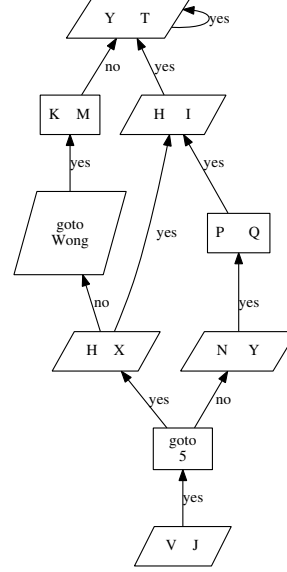 Y T
yes
no
yes
K M
H I
yes
yes
goto
Wong
yes
P Q
no
yes
H X
N Y
yes
no
goto
5
yes
V J